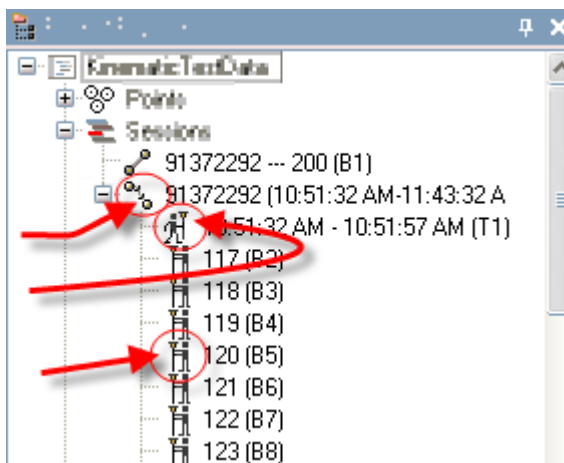 KinematicTestData
Points
Sessions
91372292 --- 200 (B1)
91372292 (10:51:32 AM-11:43:32 A
10:51:32 AM - 10:51:57 AM (T1)
117 (B2)
118 (B3)
119 (B4)
120 (B5)
121 (B6)
122 (B7)
123 (B8)